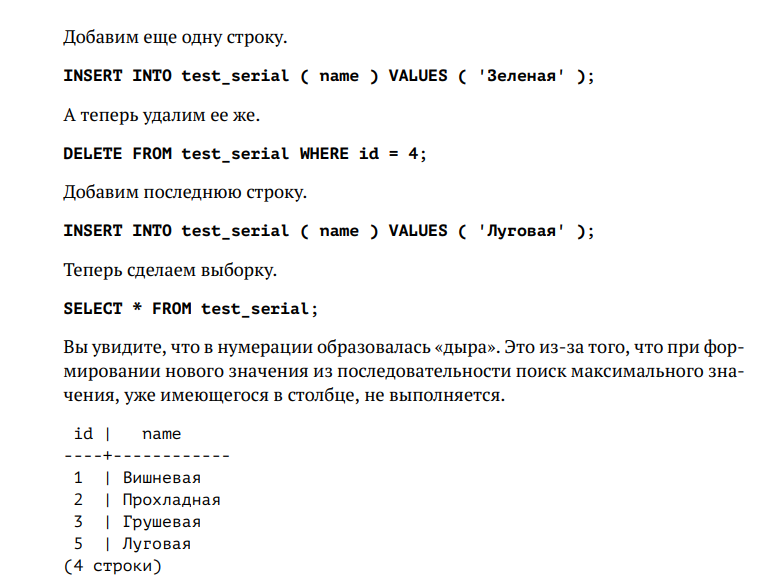 Добавим еще одну строку.
INSERT INTO test_serial ( name ) VALUES ( 'Зеленая' );
А теперь удалим ее же.
DELETE FROM test_serial WHERE id = 4;
Добавим последнюю строку.
INSERT INTO test_serial ( name ) VALUES ( 'Луговая' );
Теперь сделаем выборку.
SELECT * FROM test_serial;
Вы увидите, что в нумерации образовалась «дыра». Это из-за того, что при фор-
мировании нового значения из последовательности поиск максимального зна-
чения, уже имеющегося в столбце, не выполняется.
 id |   name
----+------------
 1  | Вишневая
 2  | Прохладная
 3  | Грушевая
 5  | Луговая
(4 строки)